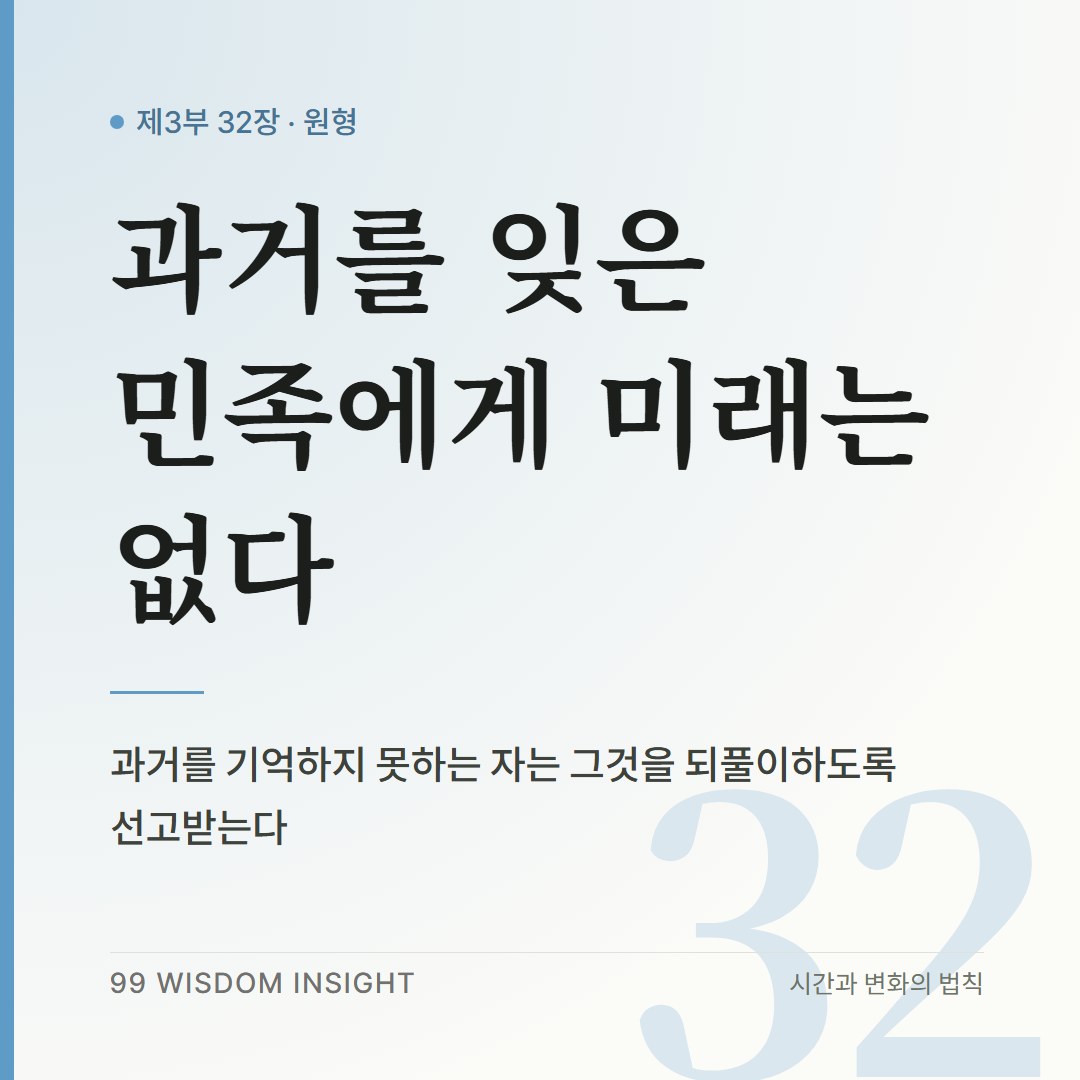 제3부 32장 · 원형
과거를 잊은
민족에게 미래는
없다
과거를 기억하지 못하는 자는 그것을 되풀이하도록
선고받는다
32
99 WISDOM INSIGHT
시간과 변화의 법칙